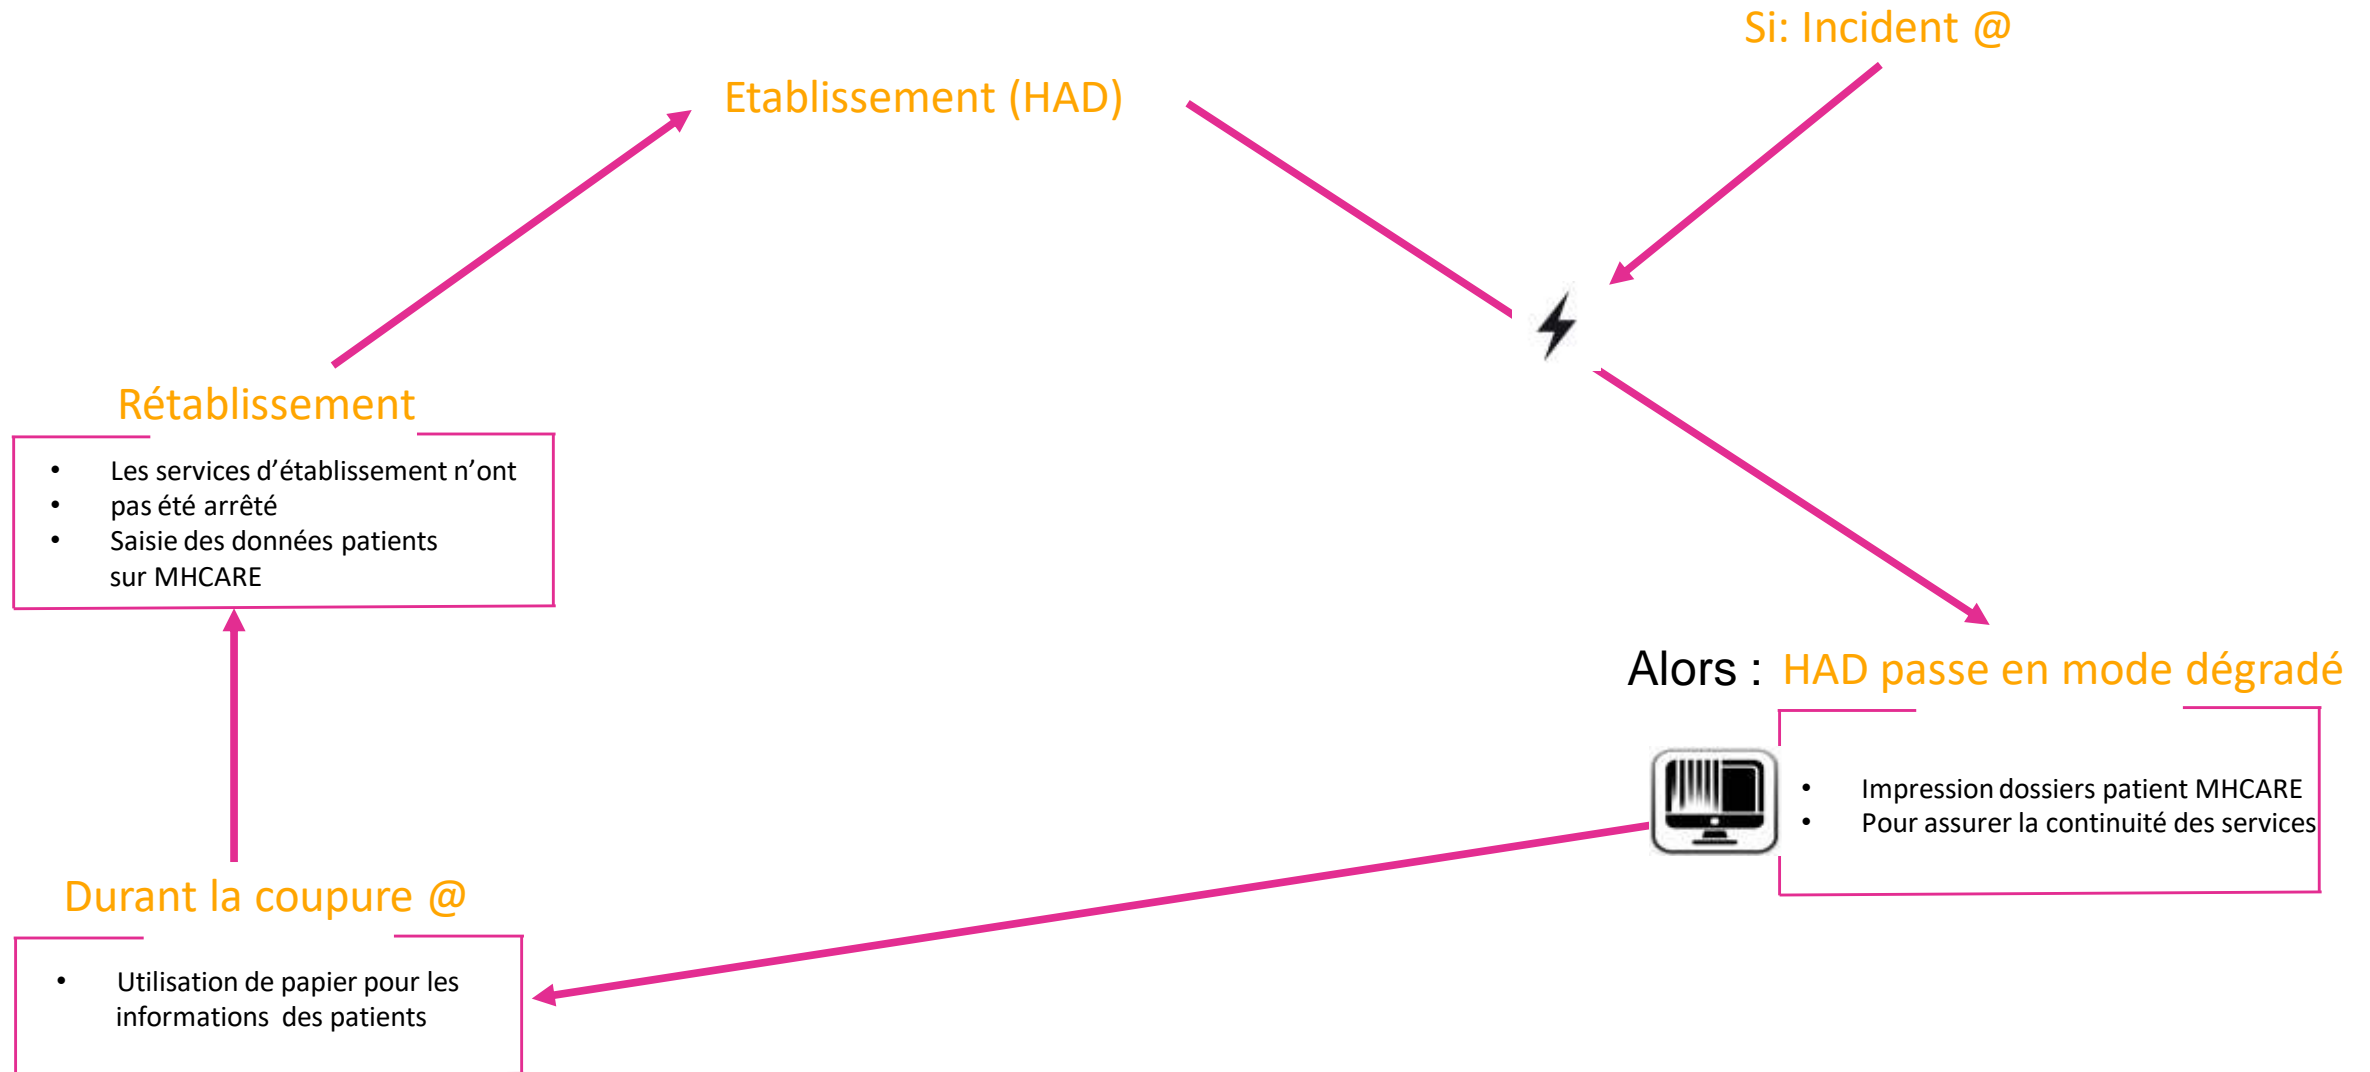 Si: Incident @
Etablissement (HAD)
Rétablissement
• Les services d’établissement n’ont
• pas été arrêté
• Saisie des données patients
sur MHCARE
Alors : HAD passe en mode dégradé
• Impression dossiers patient MHCARE
• Pour assurer la continuité des services
Durant la coupure @
• Utilisation de papier pour les
informations des patients